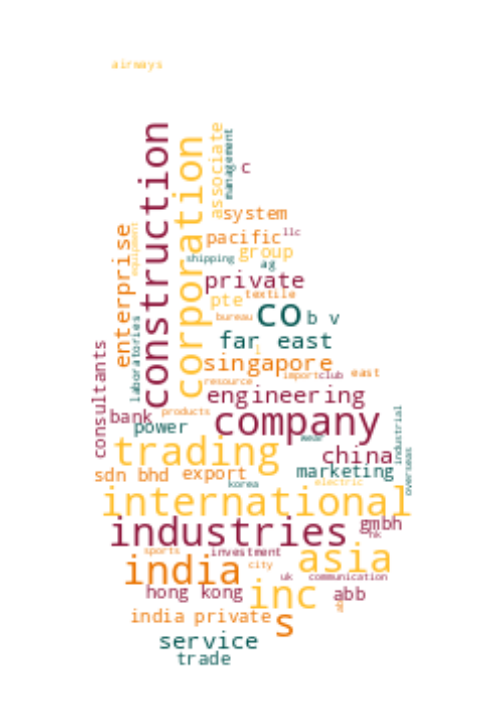 airways
construction
corporation
associate
management
c
system
enterprise
equipment
pacific
llc
group
shipping
ag
private
pte
textile
laboratories
bureau
co
b v
far east
l
singapore
consultants
resource
import
club
east
engineering
bank
products
company
power
wear
industrial
trading
china
overseas
sdn bhd
export
marketing
korea
electric
international
industries
gmbh
hk
sports
investment
asia
india
city
uk
communication
hong kong
inc
abb
india private
s
service
trade